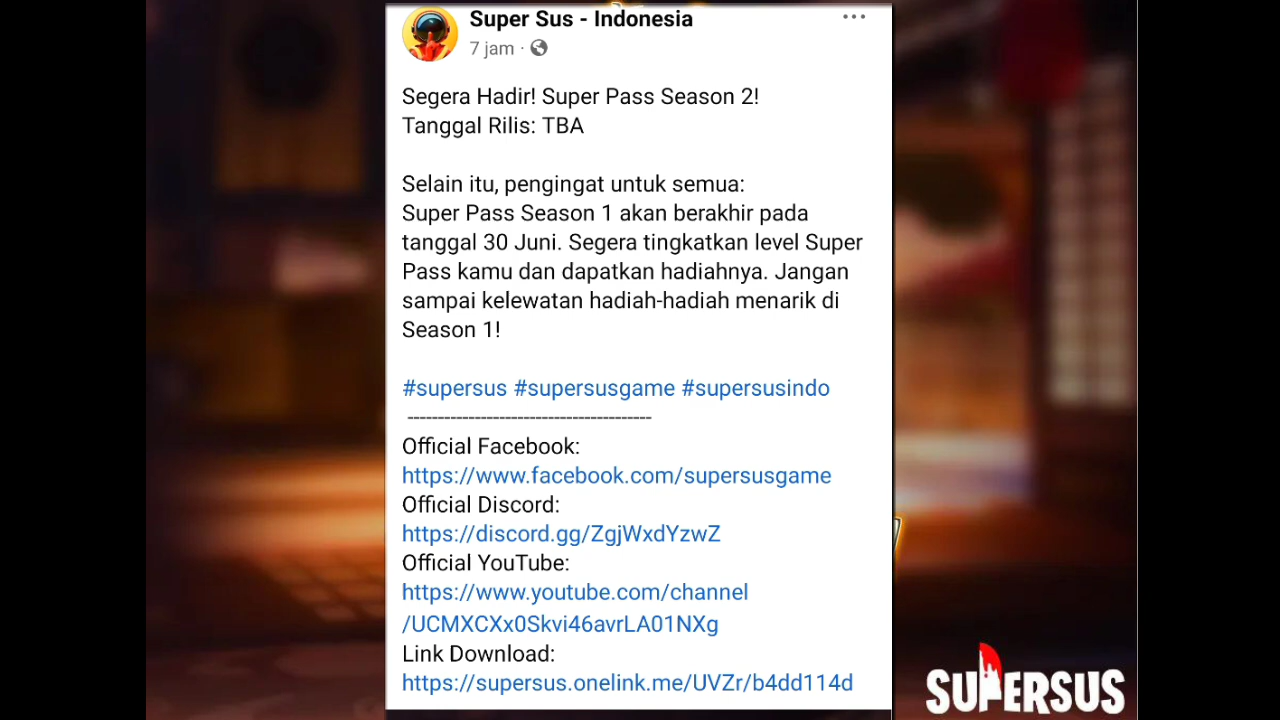 Super Sus - Indonesia
7 jam ·
Segera Hadir! Super Pass Season 2!
Tanggal Rilis: TBA
Selain itu, pengingat untuk semua:
Super Pass Season 1 akan berakhir pada
tanggal 30 Juni. Segera tingkatkan level Super
Pass kamu dan dapatkan hadiahnya. Jangan
sampai kelewatan hadiah-hadiah menarik di
Season 1!
#supersus #supersusgame #supersusindo
----------------------------------------
Official Facebook:
https://www.facebook.com/supersusgame
Official Discord:
https://discord.gg/ZgjWxdYzwZ
Official YouTube:
https://www.youtube.com/channel
/UCMXCXx0Skvi46avrLA01NXg
Link Download:
https://supersus.onelink.me/UVZr/b4dd114d
SUPERSUS